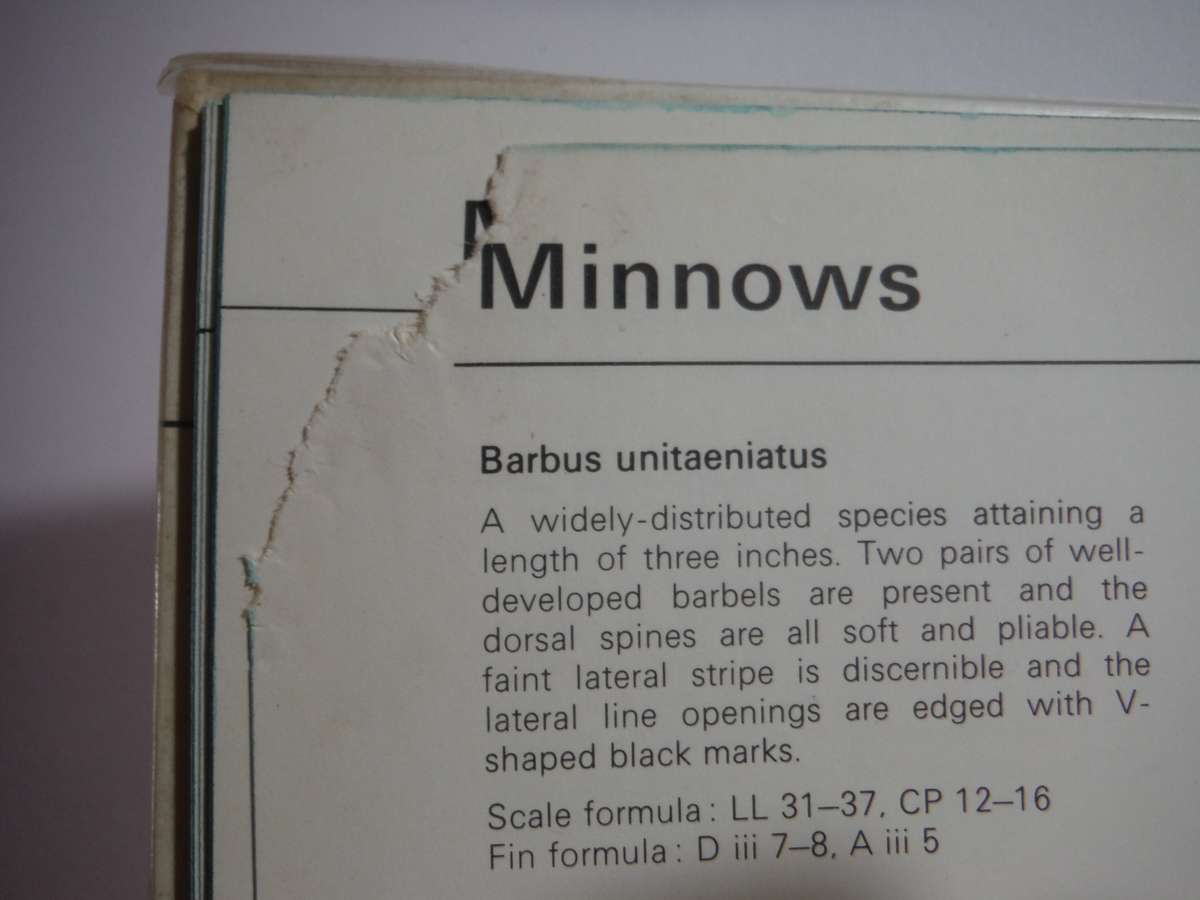 M
Minnows
Barbus unitaeniatus
A widely-distributed species attaining a
length of three inches. Two pairs of well-
developed barbels are present and the
dorsal spines are all soft and pliable. A
faint lateral stripe is discernible and the
lateral line openings are edged with V-
shaped black marks.
Scale formula: LL 31–37, CP 12–16
Fin formula: D iii 7–8, A iii 5